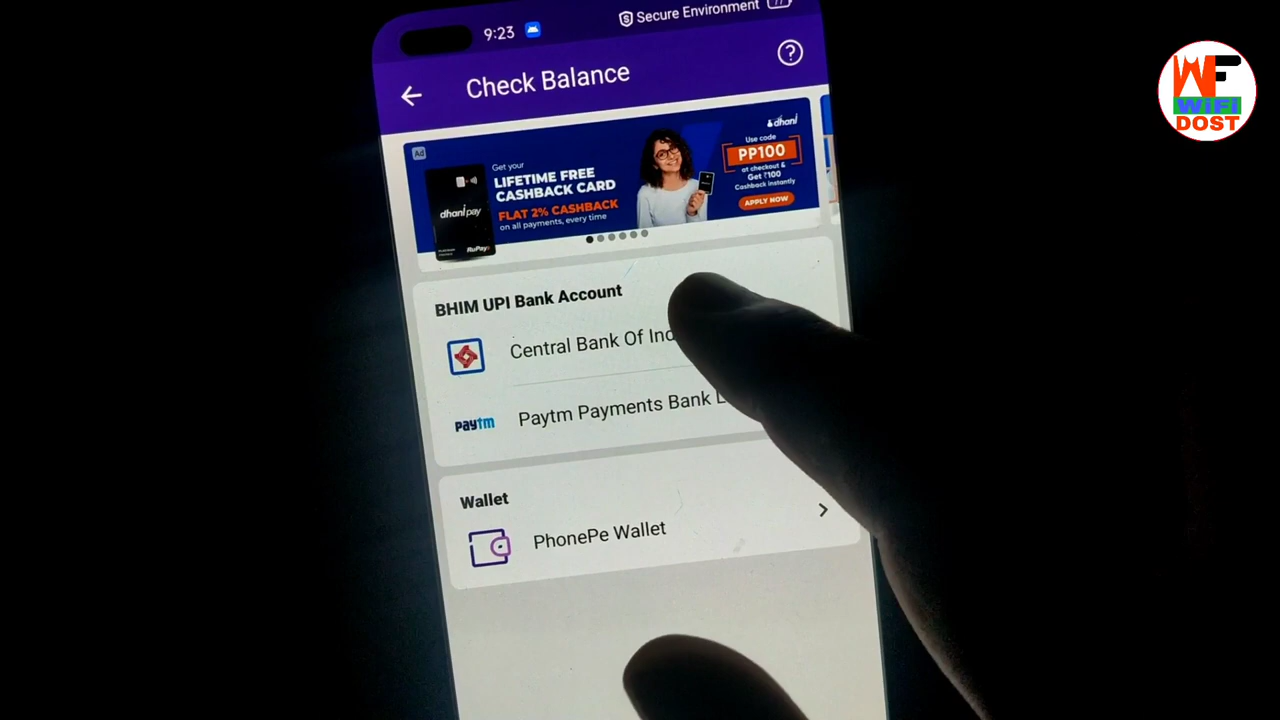 9:23
Secure Environment
Check Balance
?
WF
WiFi
DOST
Ad
Get your
LIFETIME FREE
CASHBACK CARD
FLAT 2% CASHBACK
on all payments, every time
dhani pay
RuPay
dhani
Use code
PP100
at checkout &
Get ₹100
Cashback instantly
APPLY NOW
BHIM UPI Bank Account
Central Bank Of
Paytm Payments Bank
paytm
Wallet
PhonePe Wallet